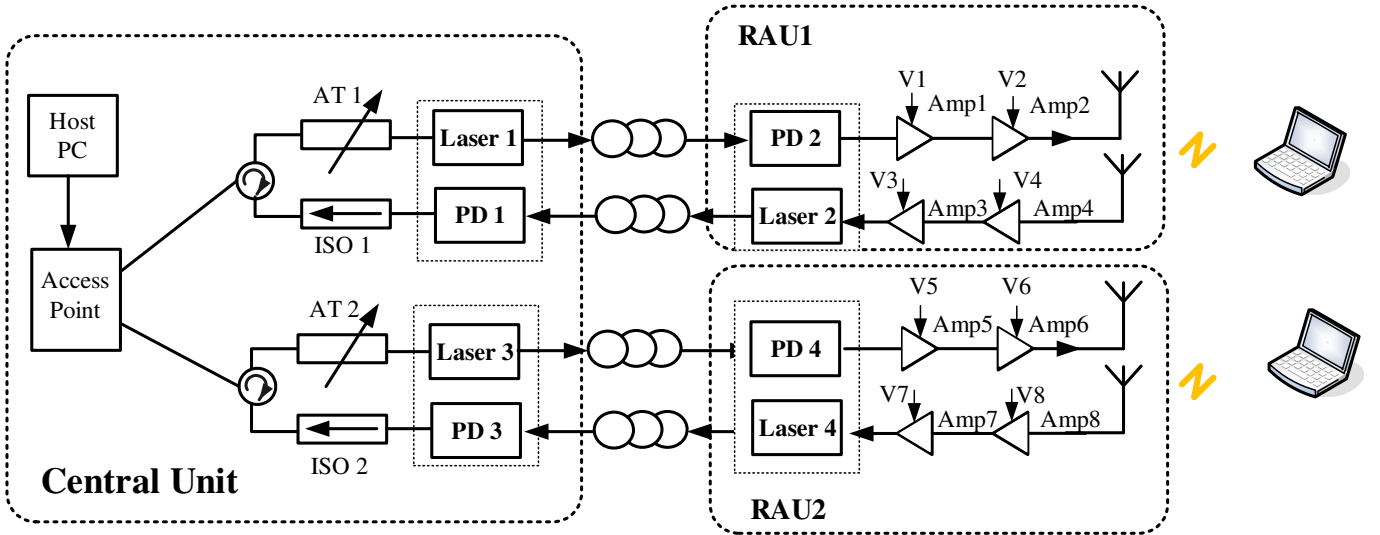 RAU1
Host
PC
AT 1
Laser 1
PD 2
V1
Amp1
V2
Amp2
ISO 1
PD 1
Laser 2
V3
Amp3
V4
Amp4
Access
Point
AT 2
Laser 3
PD 4
V5
Amp5
V6
Amp6
ISO 2
PD 3
Laser 4
V7
Amp7
V8
Amp8
Central Unit
RAU2